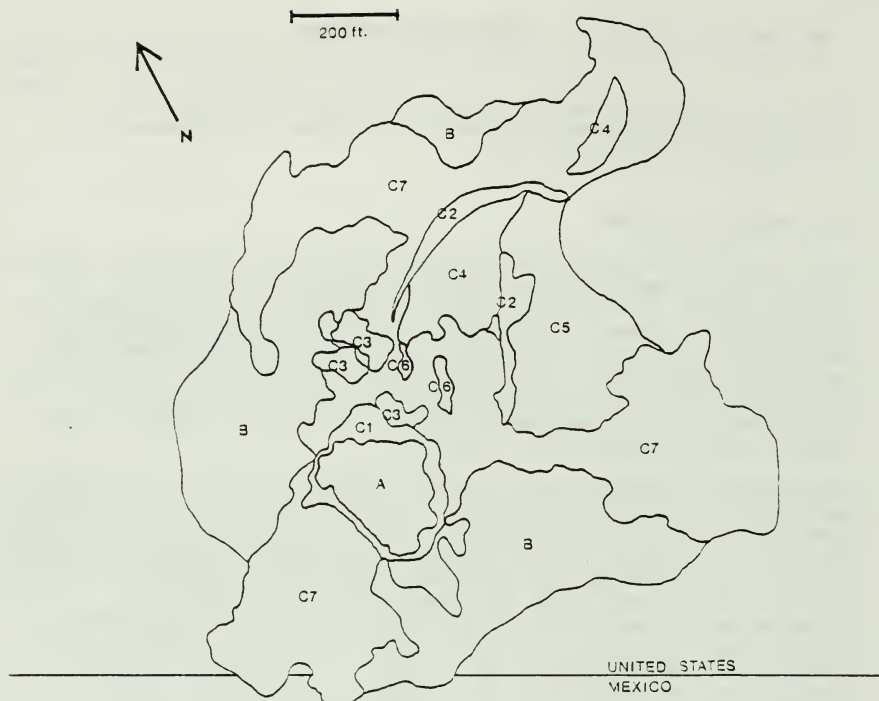 200 ft.
N
B
C4
C7
C2
C4
C2
C5
C3
C3
C6
C6
B
C3
C1
C7
A
B
C7
UNITED STATES
MEXICO